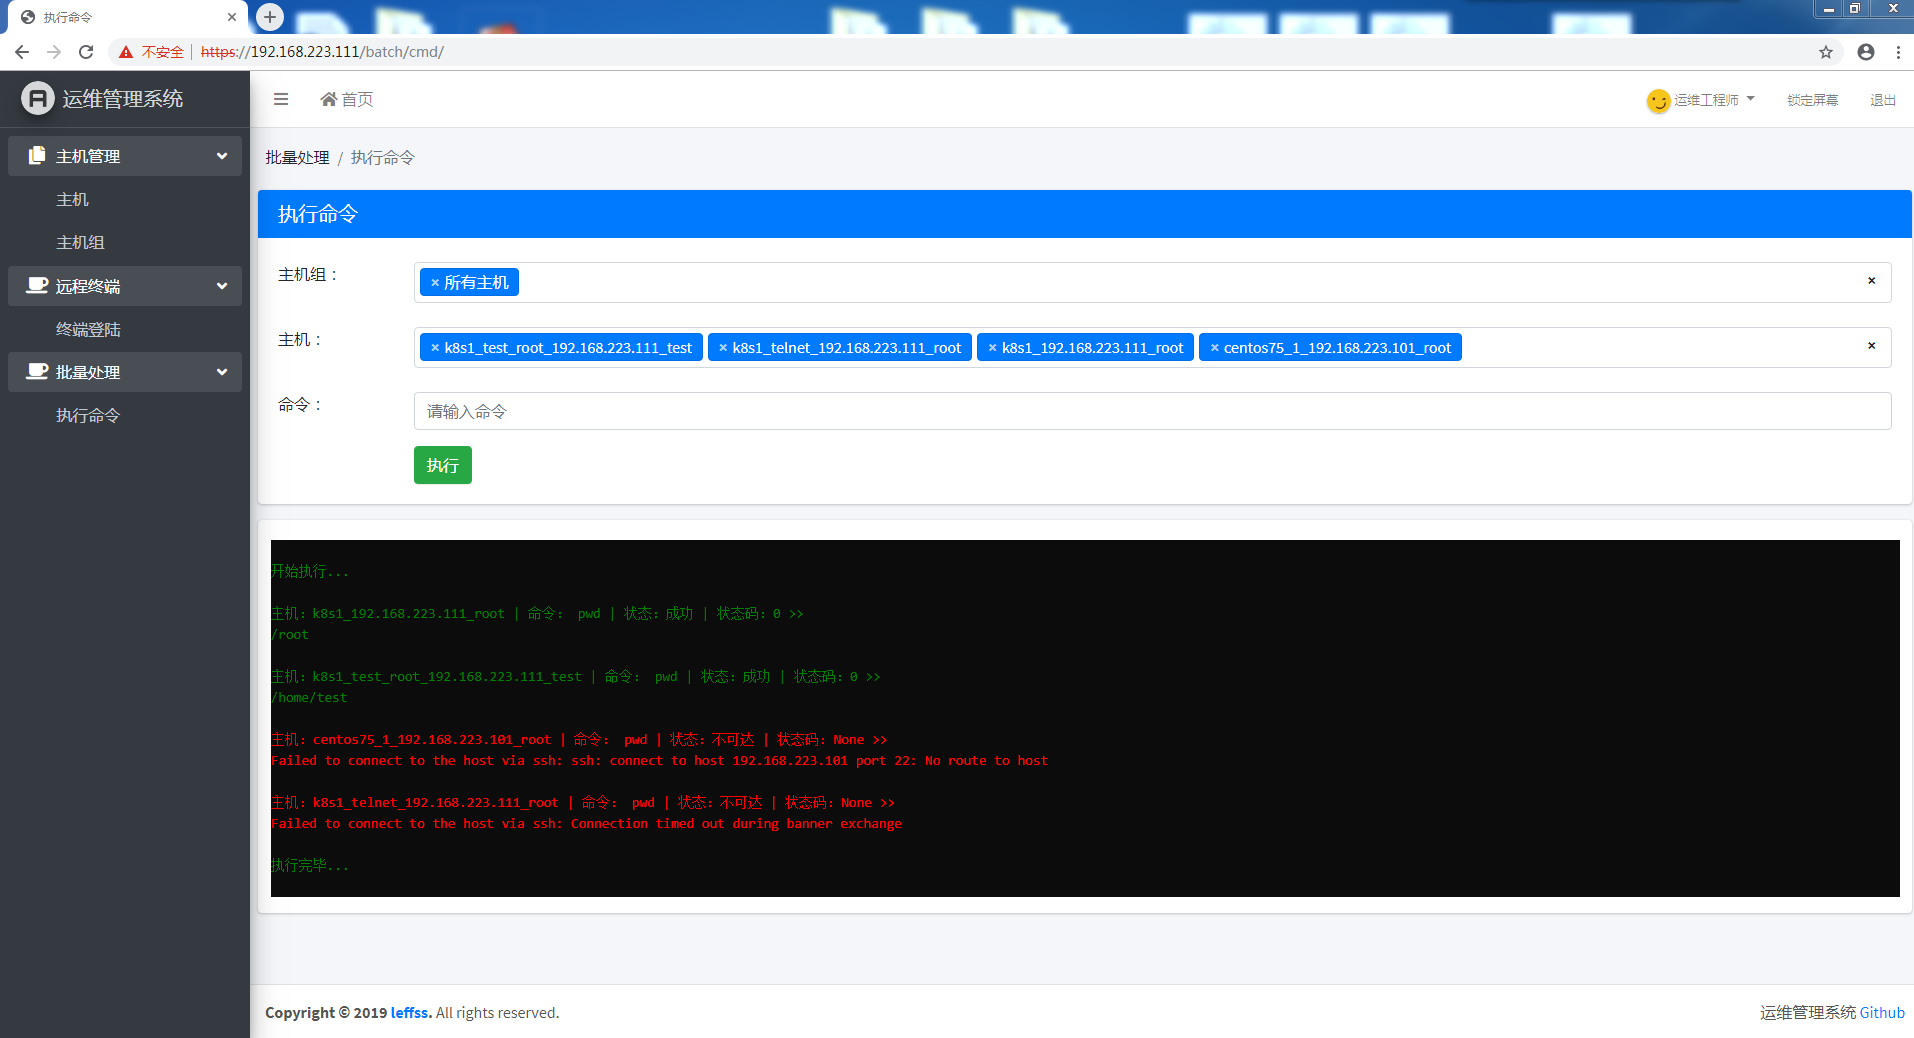 执行命令
不安全 | https://192.168.223.111/batch/cmd/
运维管理系统
首页
运维工程师
锁定屏幕
退出
主机管理
主机
主机组
远程终端
终端登陆
批量处理
执行命令
批量处理 / 执行命令
执行命令
主机组：
× 所有主机
×
主机：
× k8s1_test_root_192.168.223.111_test × k8s1_telnet_192.168.223.111_root × k8s1_192.168.223.111_root × centos75_1_192.168.223.101_root
×
命令：
请输入命令
执行
开始执行...
主机：k8s1_192.168.223.111_root | 命令： pwd | 状态：成功 | 状态码：0 >>
/root
主机：k8s1_test_root_192.168.223.111_test | 命令： pwd | 状态：成功 | 状态码：0 >>
/home/test
主机：centos75_1_192.168.223.101_root | 命令： pwd | 状态：不可达 | 状态码：None >>
Failed to connect to the host via ssh: ssh: connect to host 192.168.223.101 port 22: No route to host
主机：k8s1_telnet_192.168.223.111_root | 命令： pwd | 状态：不可达 | 状态码：None >>
Failed to connect to the host via ssh: Connection timed out during banner exchange
执行完毕...
Copyright © 2019 leffss. All rights reserved.
运维管理系统 Github